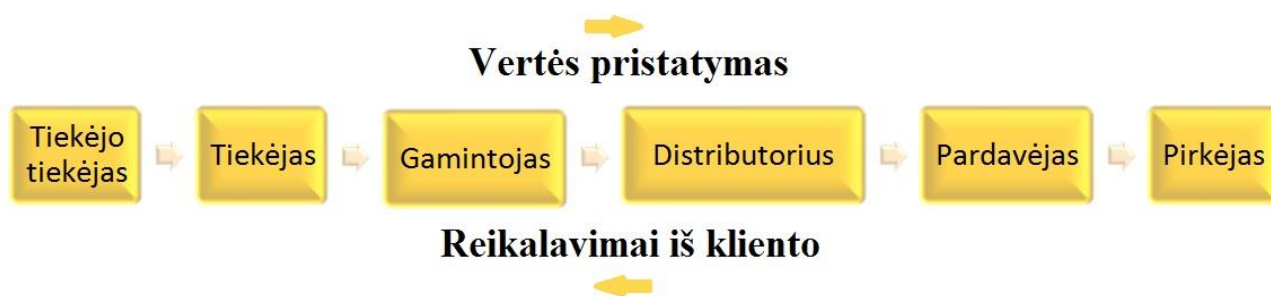 Vertės pristatymas
Tiekėjo
tiekėjas
Tiekėjas
Gamintojas
Distributorius
Pardavėjas
Pirkėjas
Reikalavimai iš kliento